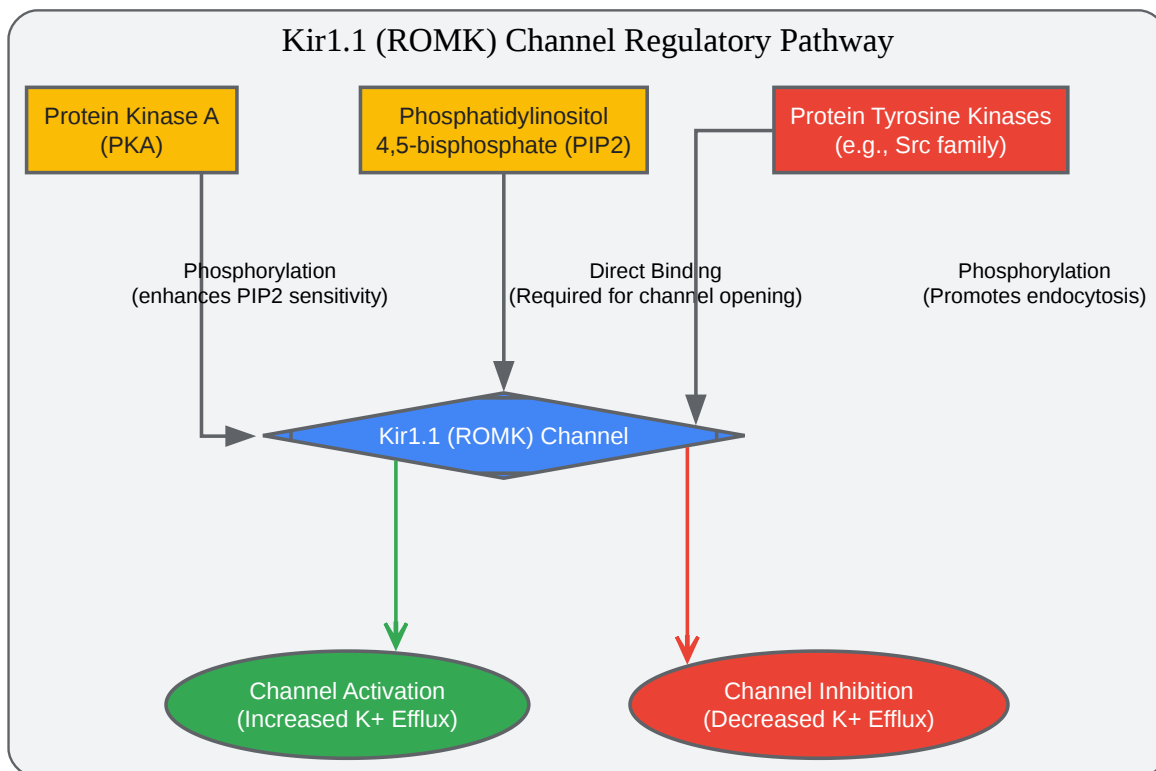 Kir1.1 (ROMK) Channel Regulatory Pathway
Protein Kinase A
(PKA)
Phosphatidylinositol
4,5-bisphosphate (PIP2)
Protein Tyrosine Kinases
(e.g., Src family)
Phosphorylation
(enhances PIP2 sensitivity)
Direct Binding
(Required for channel opening)
Phosphorylation
(Promotes endocytosis)
Kir1.1 (ROMK) Channel
Channel Activation
(Increased K+ Efflux)
Channel Inhibition
(Decreased K+ Efflux)